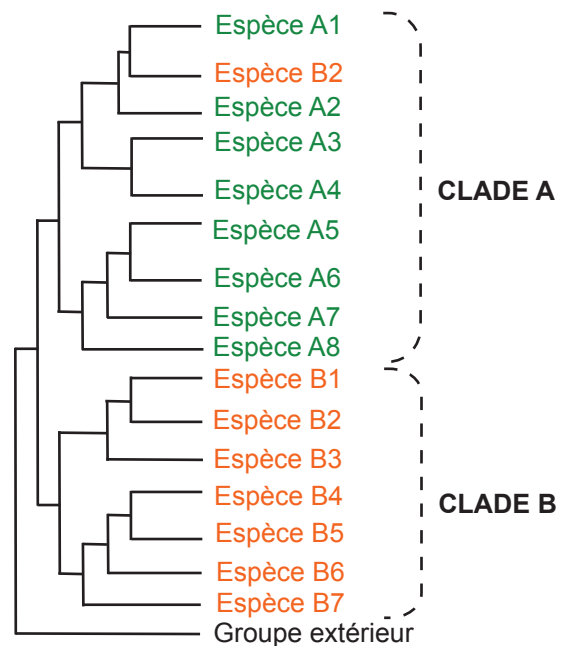 Espèce A1
Espèce B2
Espèce A2
Espèce A3
Espèce A4
CLADE A
Espèce A5
Espèce A6
Espèce A7
Espèce A8
Espèce B1
Espèce B2
Espèce B3
Espèce B4
CLADE B
Espèce B5
Espèce B6
Espèce B7
Groupe extérieur